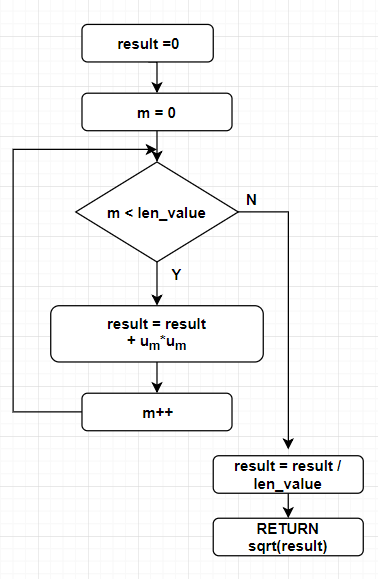 result =0
m = 0
m < len_value
N
Y
result = result
+ um*um
m++
result = result /
len_value
RETURN
sqrt(result)